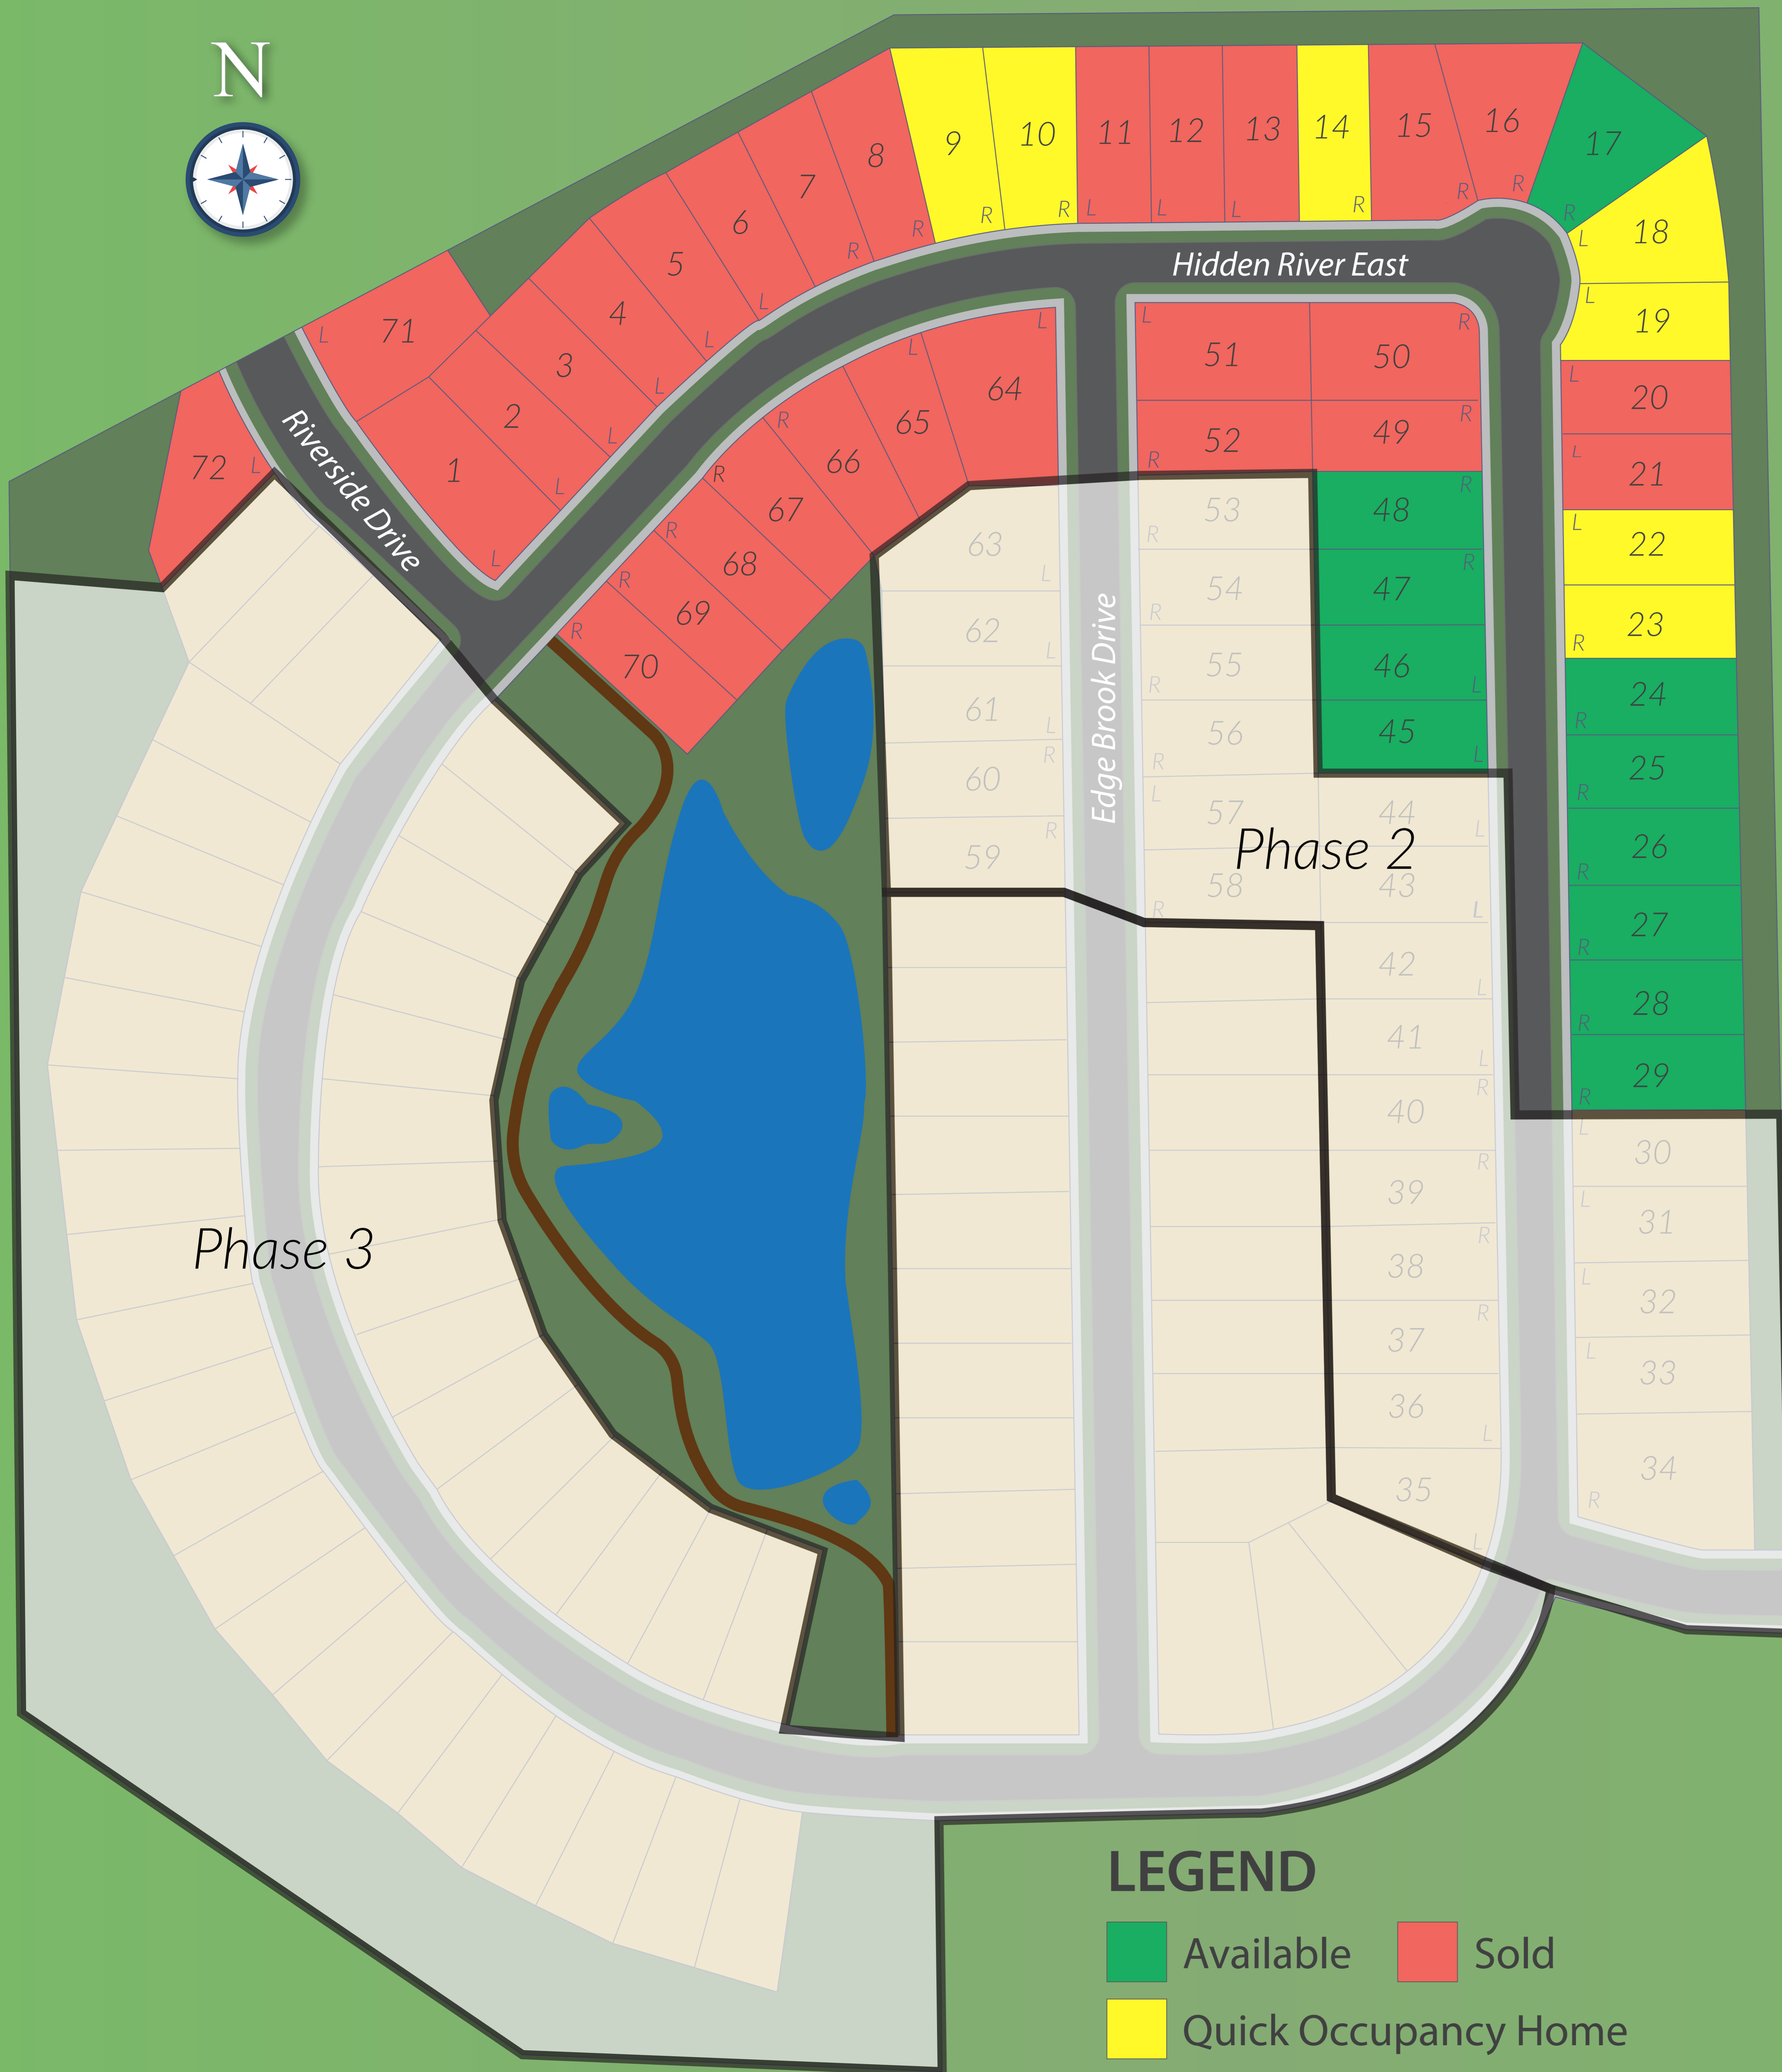 N
8
9
10
11
12
13
14
15
16
17
R
R
R
R
L
L
L
R
R
R
R
L
7
6
5
4
3
2
1
71
72
L
L
L
L
L
L
L
L
L
18
L
19
L
20
L
21
L
22
R
23
R
24
R
25
R
26
R
27
R
28
R
29
R
Hidden River East
Riverside Drive
Edge Brook Drive
L
64
L
65
R
66
R
67
R
68
R
69
R
70
L
51
R
50
52
R
49
R
48
R
47
R
46
L
45
L
53
R
54
R
55
R
56
R
57
L
58
R
63
L
62
L
61
L
60
R
59
R
Phase 2
44
L
43
L
42
L
41
L
40
R
39
R
38
R
37
R
36
L
35
L
30
L
31
L
32
L
33
L
34
R
Phase 3
LEGEND
Available
Sold
Quick Occupancy Home